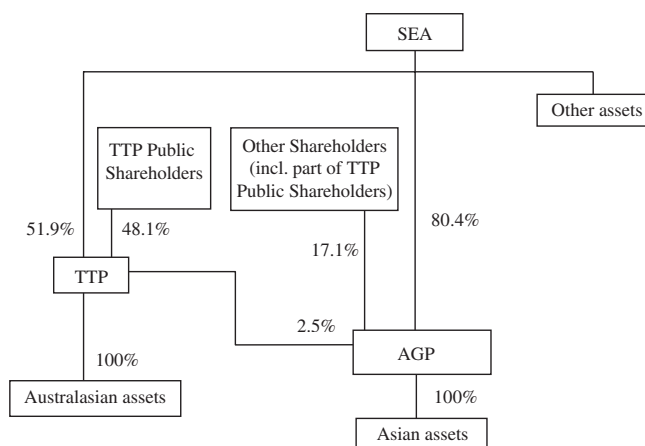 SEA
Other assets
TTP Public
Shareholders
Other Shareholders
(incl. part of TTP
Public Shareholders)
51.9%
48.1%
17.1%
80.4%
TTP
2.5%
AGP
100%
Australasian assets
100%
Asian assets